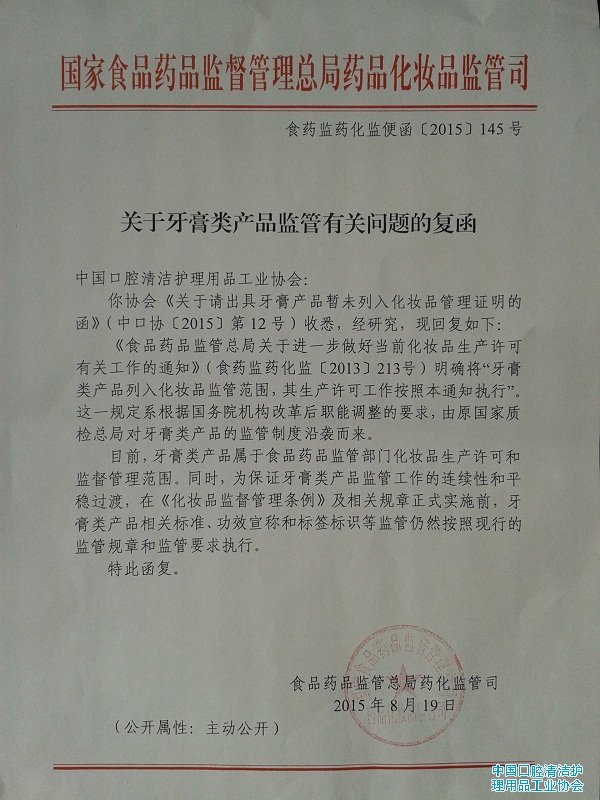 国家食品药品监督管理总局药品化妆品监管司
食药监药化监便函〔2015〕145号
关于牙膏类产品监管有关问题的复函
中国口腔清洁护理用品工业协会：
你协会《关于请出具牙膏产品暂未列入化妆品管理证明的
函》（中口协〔2015〕第12号）收悉，经研究，现回复如下：
《食品药品监管总局关于进一步做好当前化妆品生产许可
有关工作的通知》（食药监药化监〔2013〕213号）明确将“牙膏
类产品列入化妆品监管范围，其生产许可工作按照本通知执行”。
这一规定系根据国务院机构改革后职能调整的要求，由原国家质
检总局对牙膏类产品的监管制度沿袭而来。
目前，牙膏类产品属于食品药品监管部门化妆品生产许可和
监督管理范围。同时，为保证牙膏类产品监管工作的连续性和平
稳过渡，在《化妆品监督管理条例》及相关规章正式实施前，牙
膏类产品相关标准、功效宣称和标签标识等监管仍然按照现行的
监管规章和监管要求执行。
特此函复。
食品药品监管总局药化监管司
2015年8月19日
（公开属性：主动公开）
中国口腔清洁护
理用品工业协会